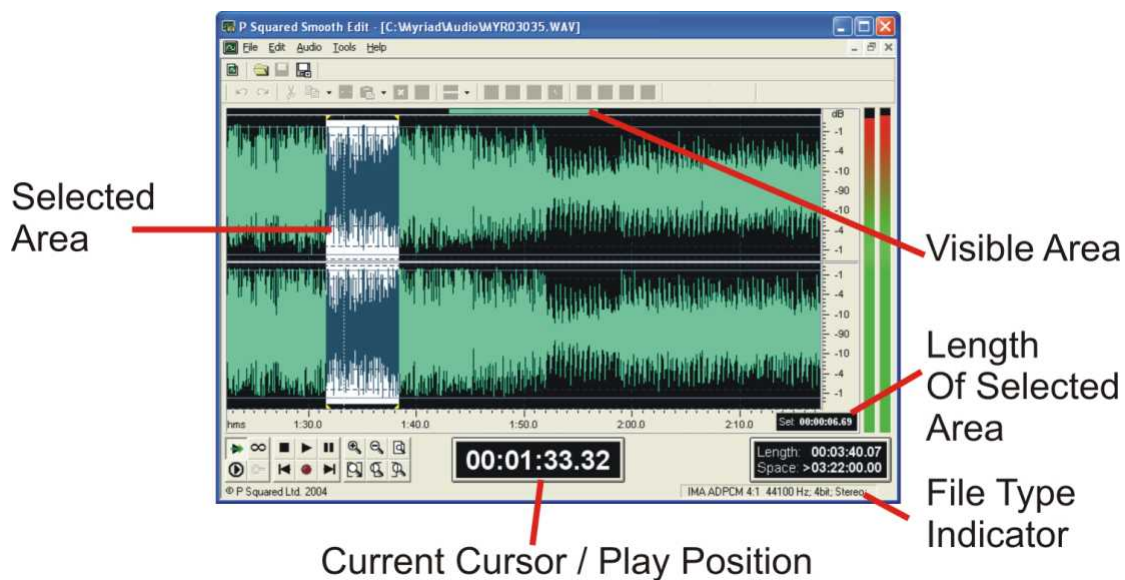 P Squared Smooth Edit - [C:\Myriad\Audio\MYR03035.WAV]
File Edit Audio Tools Help
dB
-1
-4
-10
-90
-10
-4
-1
-1
-4
-10
-90
-10
-4
-1
Selected
Area
Visible Area
Length
Of Selected
Area
hms 1:30.0 1:40.0 1:50.0 2:00.0 2:10.0
Sel: 00:00:06.69
00:01:33.32
Length: 00:03:40.07
Space: >03:22:00.00
© P Squared Ltd. 2004
IMA ADPCM 4:1 44100 Hz; 4bit; Stereo;
File Type
Indicator
Current Cursor / Play Position